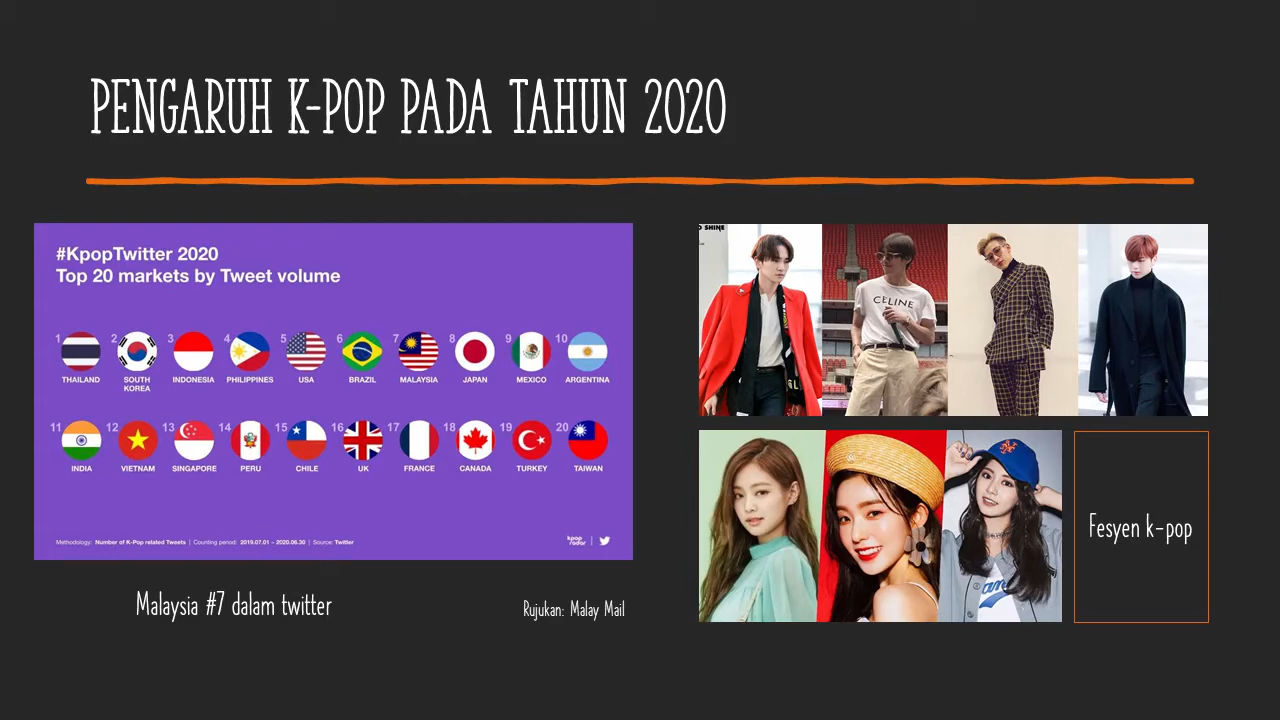 PENGARUH K-POP PADA TAHUN 2020
#KpopTwitter 2020
Top 20 markets by Tweet volume
1 2 3 4 5 6 7 8 9 10
THAILAND SOUTH KOREA INDONESIA PHILIPPINES USA BRAZIL MALAYSIA JAPAN MEXICO ARGENTINA
11 12 13 14 15 16 17 18 19 20
INDIA VIETNAM SINGAPORE PERU CHILE UK FRANCE CANADA TURKEY TAIWAN
Methodology: Number of K-Pop related Tweets | Counting period: 2019.07.01 – 2020.06.30 | Source: Twitter
kpop
radar
Malaysia #7 dalam twitter
Rujukan: Malay Mail
SHINE
CELINE
Fesyen k-pop